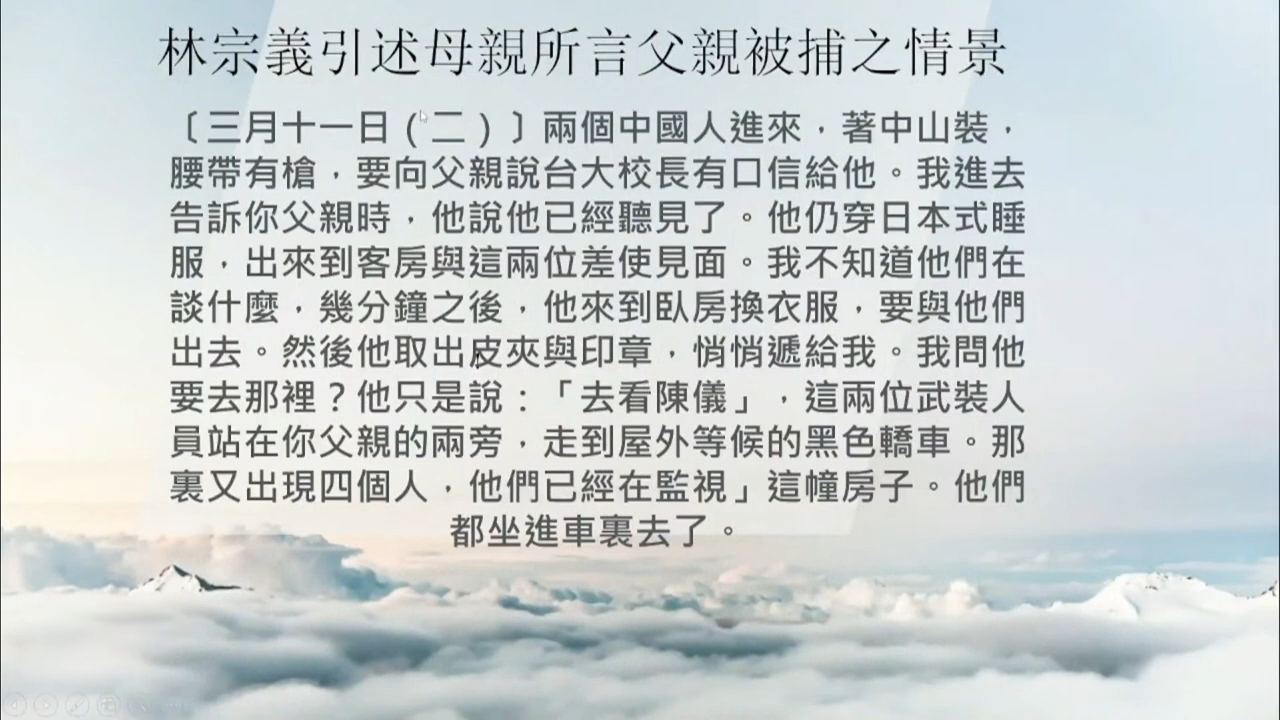 林宗義引述母親所言父親被捕之情景
〔三月十一日(二)〕兩個中國人進來，著中山裝，
腰帶有槍，要向父親說台大校長有口信給他。我進去
告訴你父親時，他說他已經聽見了。他仍穿日本式睡
服，出來到客房與這兩位差使見面。我不知道他們在
談什麼，幾分鐘之後，他來到臥房換衣服，要與他們
出去。然後他取出皮夾與印章，悄悄遞給我。我問他
要去那裡？他只是說：「去看陳儀」，這兩位武裝人
員站在你父親的兩旁，走到屋外等候的黑色轎車。那
裏又出現四個人，他們已經在監視」這幢房子。他們
都坐進車裏去了。